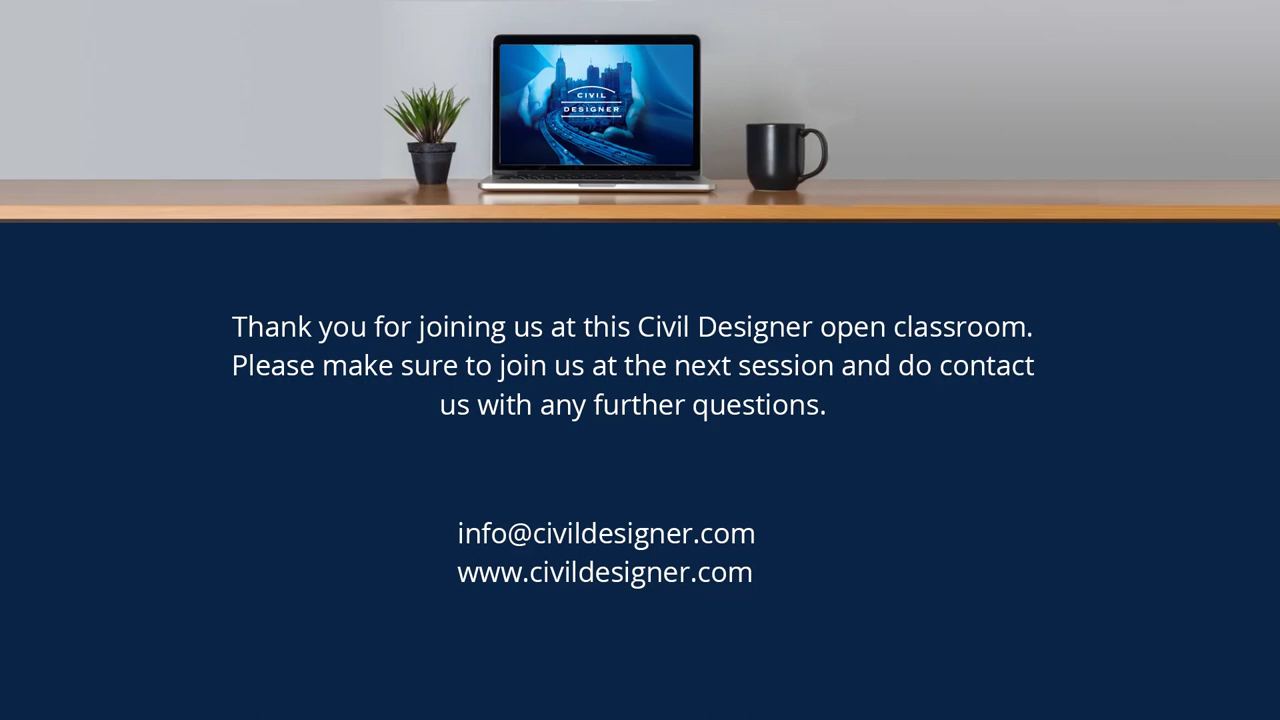 CIVIL
DESIGNER
Thank you for joining us at this Civil Designer open classroom.
Please make sure to join us at the next session and do contact
us with any further questions.
info@civildesigner.com
www.civildesigner.com